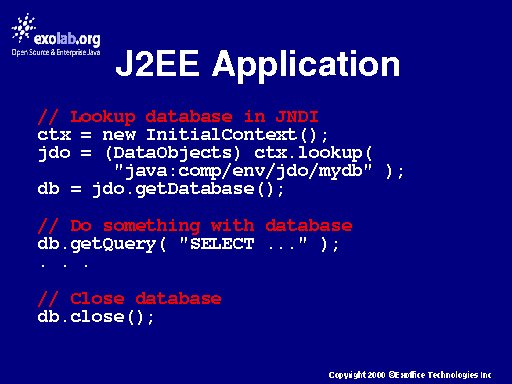 exolab.org
Open Source & Enterprise Java
J2EE Application
// Lookup database in JNDI
ctx = new InitialContext();
jdo = (DataObjects) ctx.lookup(
"java:comp/env/jdo/mydb" );
db = jdo.getDatabase();
// Do something with database
db.getQuery( "SELECT ..." );
. . .
// Close database
db.close();
Copyright 2000 ©Exoffice Technologies Inc